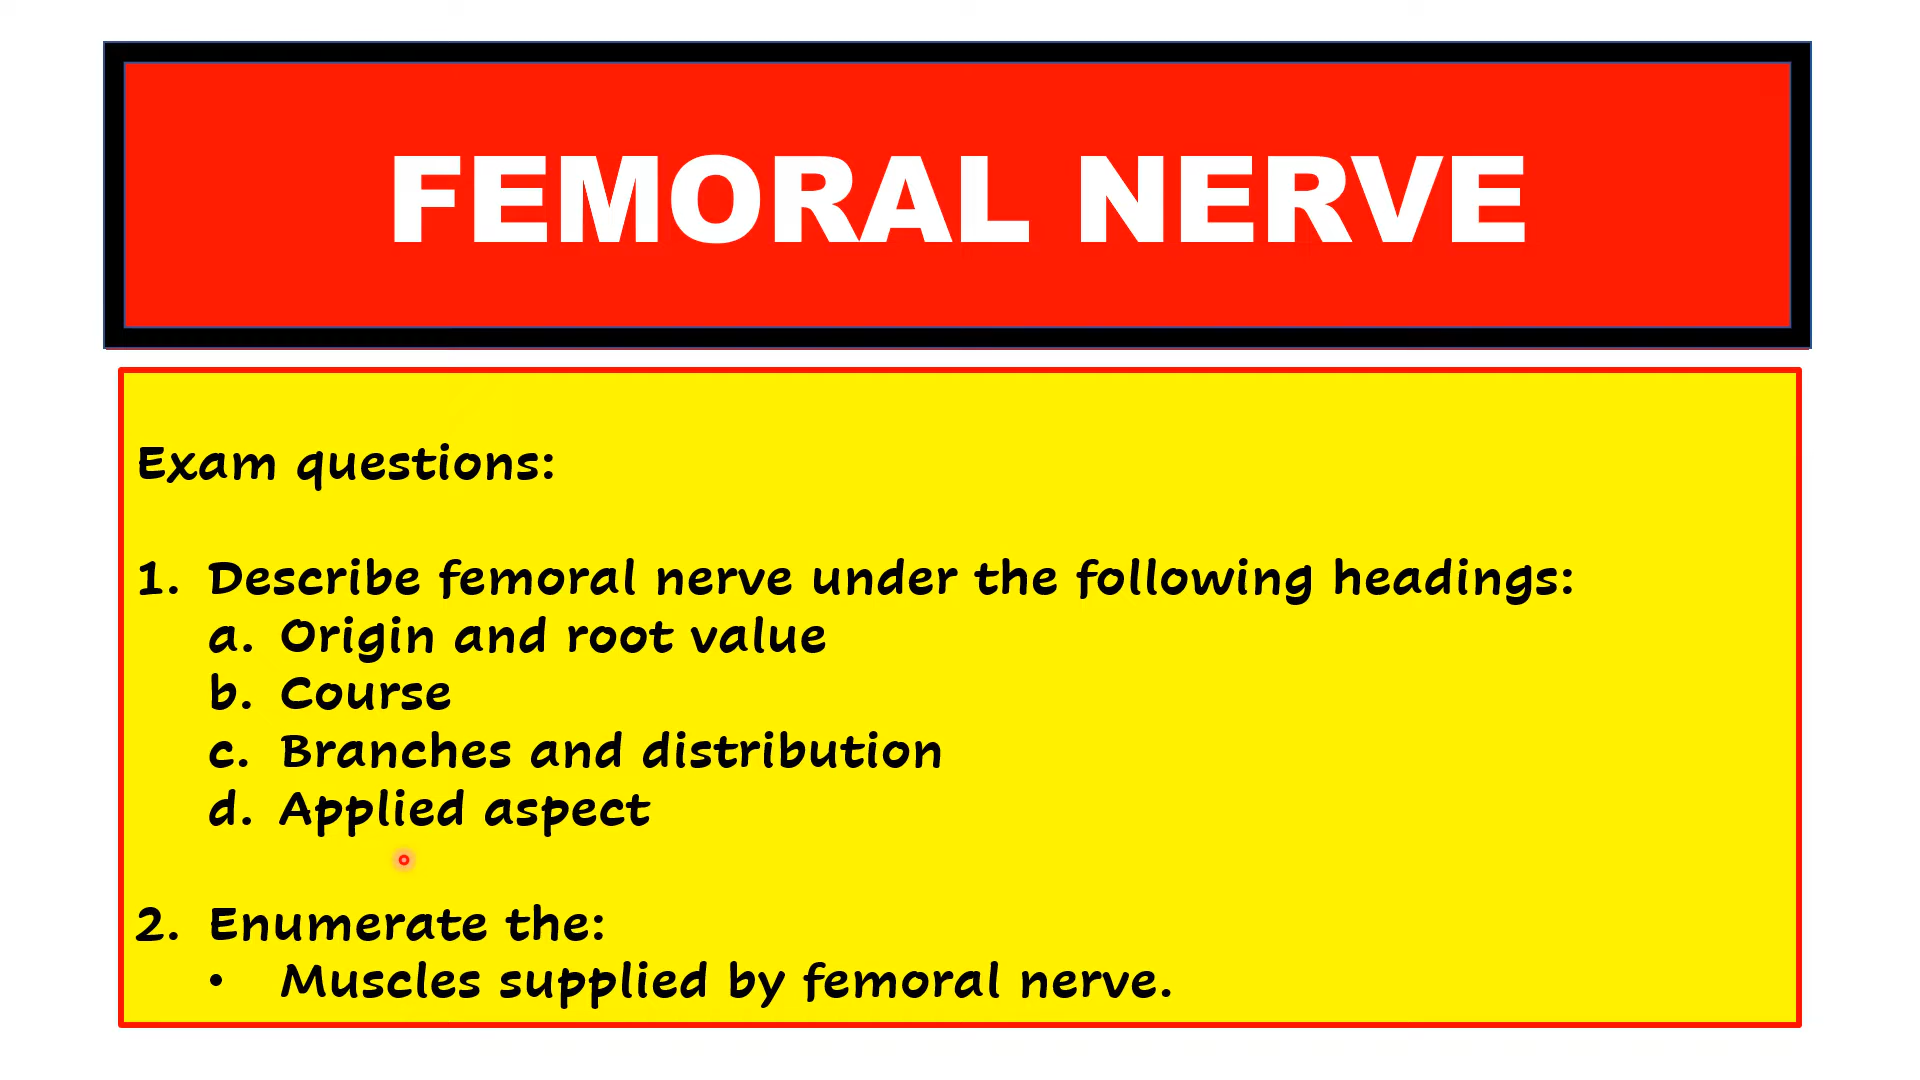 FEMORAL NERVE
Exam questions:
1. Describe femoral nerve under the following headings:
a. Origin and root value
b. Course
c. Branches and distribution
d. Applied aspect
2. Enumerate the:
• Muscles supplied by femoral nerve.